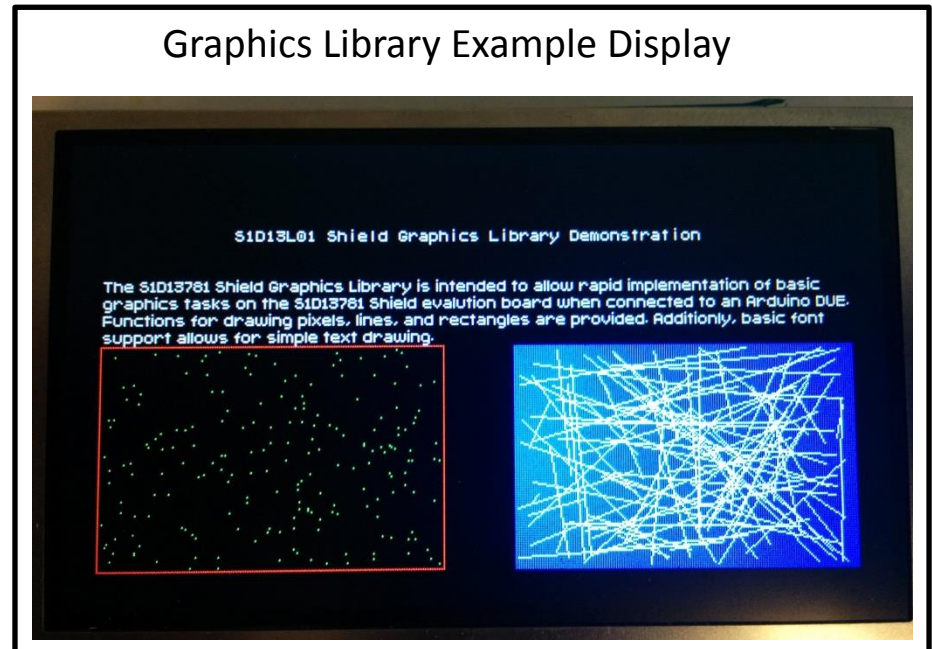 Graphics Library Example Display
S1D13L01 Shield Graphics Library Demonstration
The S1D13781 Shield Graphics Library is intended to allow rapid implementation of basic
graphics tasks on the S1D13781 Shield evalution board when connected to an Arduino DUE.
Functions for drawing pixels, lines, and rectangles are provided. Additionly, basic font
support allows for simple text drawing.